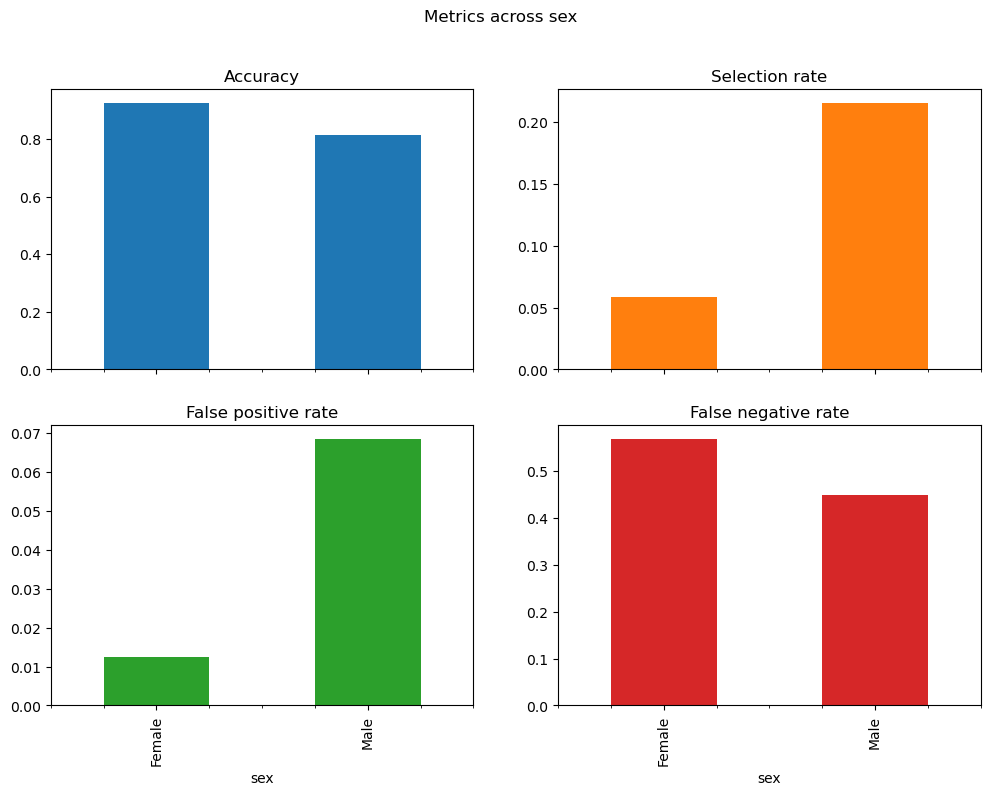 Metrics across sex
Accuracy
0.8
0.6
0.4
0.2
0.0
Selection rate
0.20
0.15
0.10
0.05
0.00
False positive rate
0.07
0.06
0.05
0.04
0.03
0.02
0.01
0.00
Female
Male
sex
False negative rate
0.5
0.4
0.3
0.2
0.1
0.0
Female
Male
sex